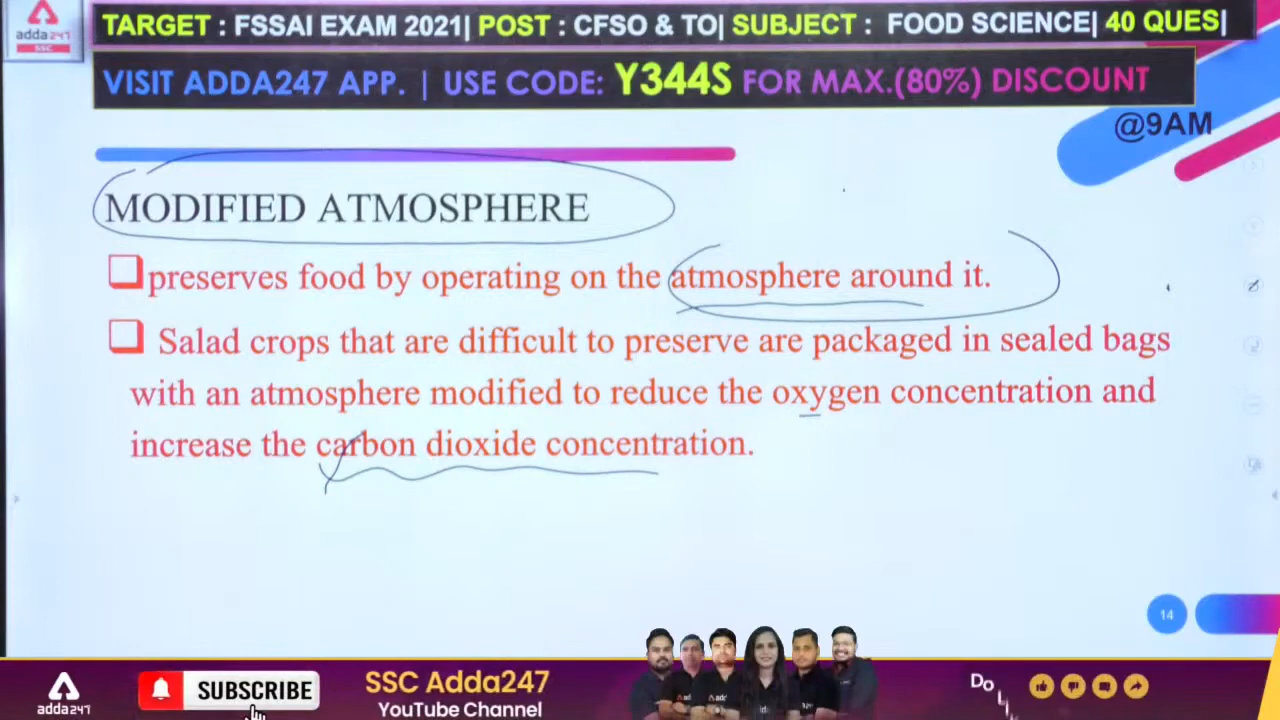 adda247
SSC
TARGET : FSSAI EXAM 2021| POST : CFSO & TO| SUBJECT : FOOD SCIENCE| 40 QUES|
VISIT ADDA247 APP. | USE CODE: Y344S FOR MAX.(80%) DISCOUNT
@9AM
MODIFIED ATMOSPHERE
preserves food by operating on the atmosphere around it.
Salad crops that are difficult to preserve are packaged in sealed bags
with an atmosphere modified to reduce the oxygen concentration and
increase the carbon dioxide concentration.
14
adda247
SUBSCRIBE
SSC Adda247
YouTube Channel
Do